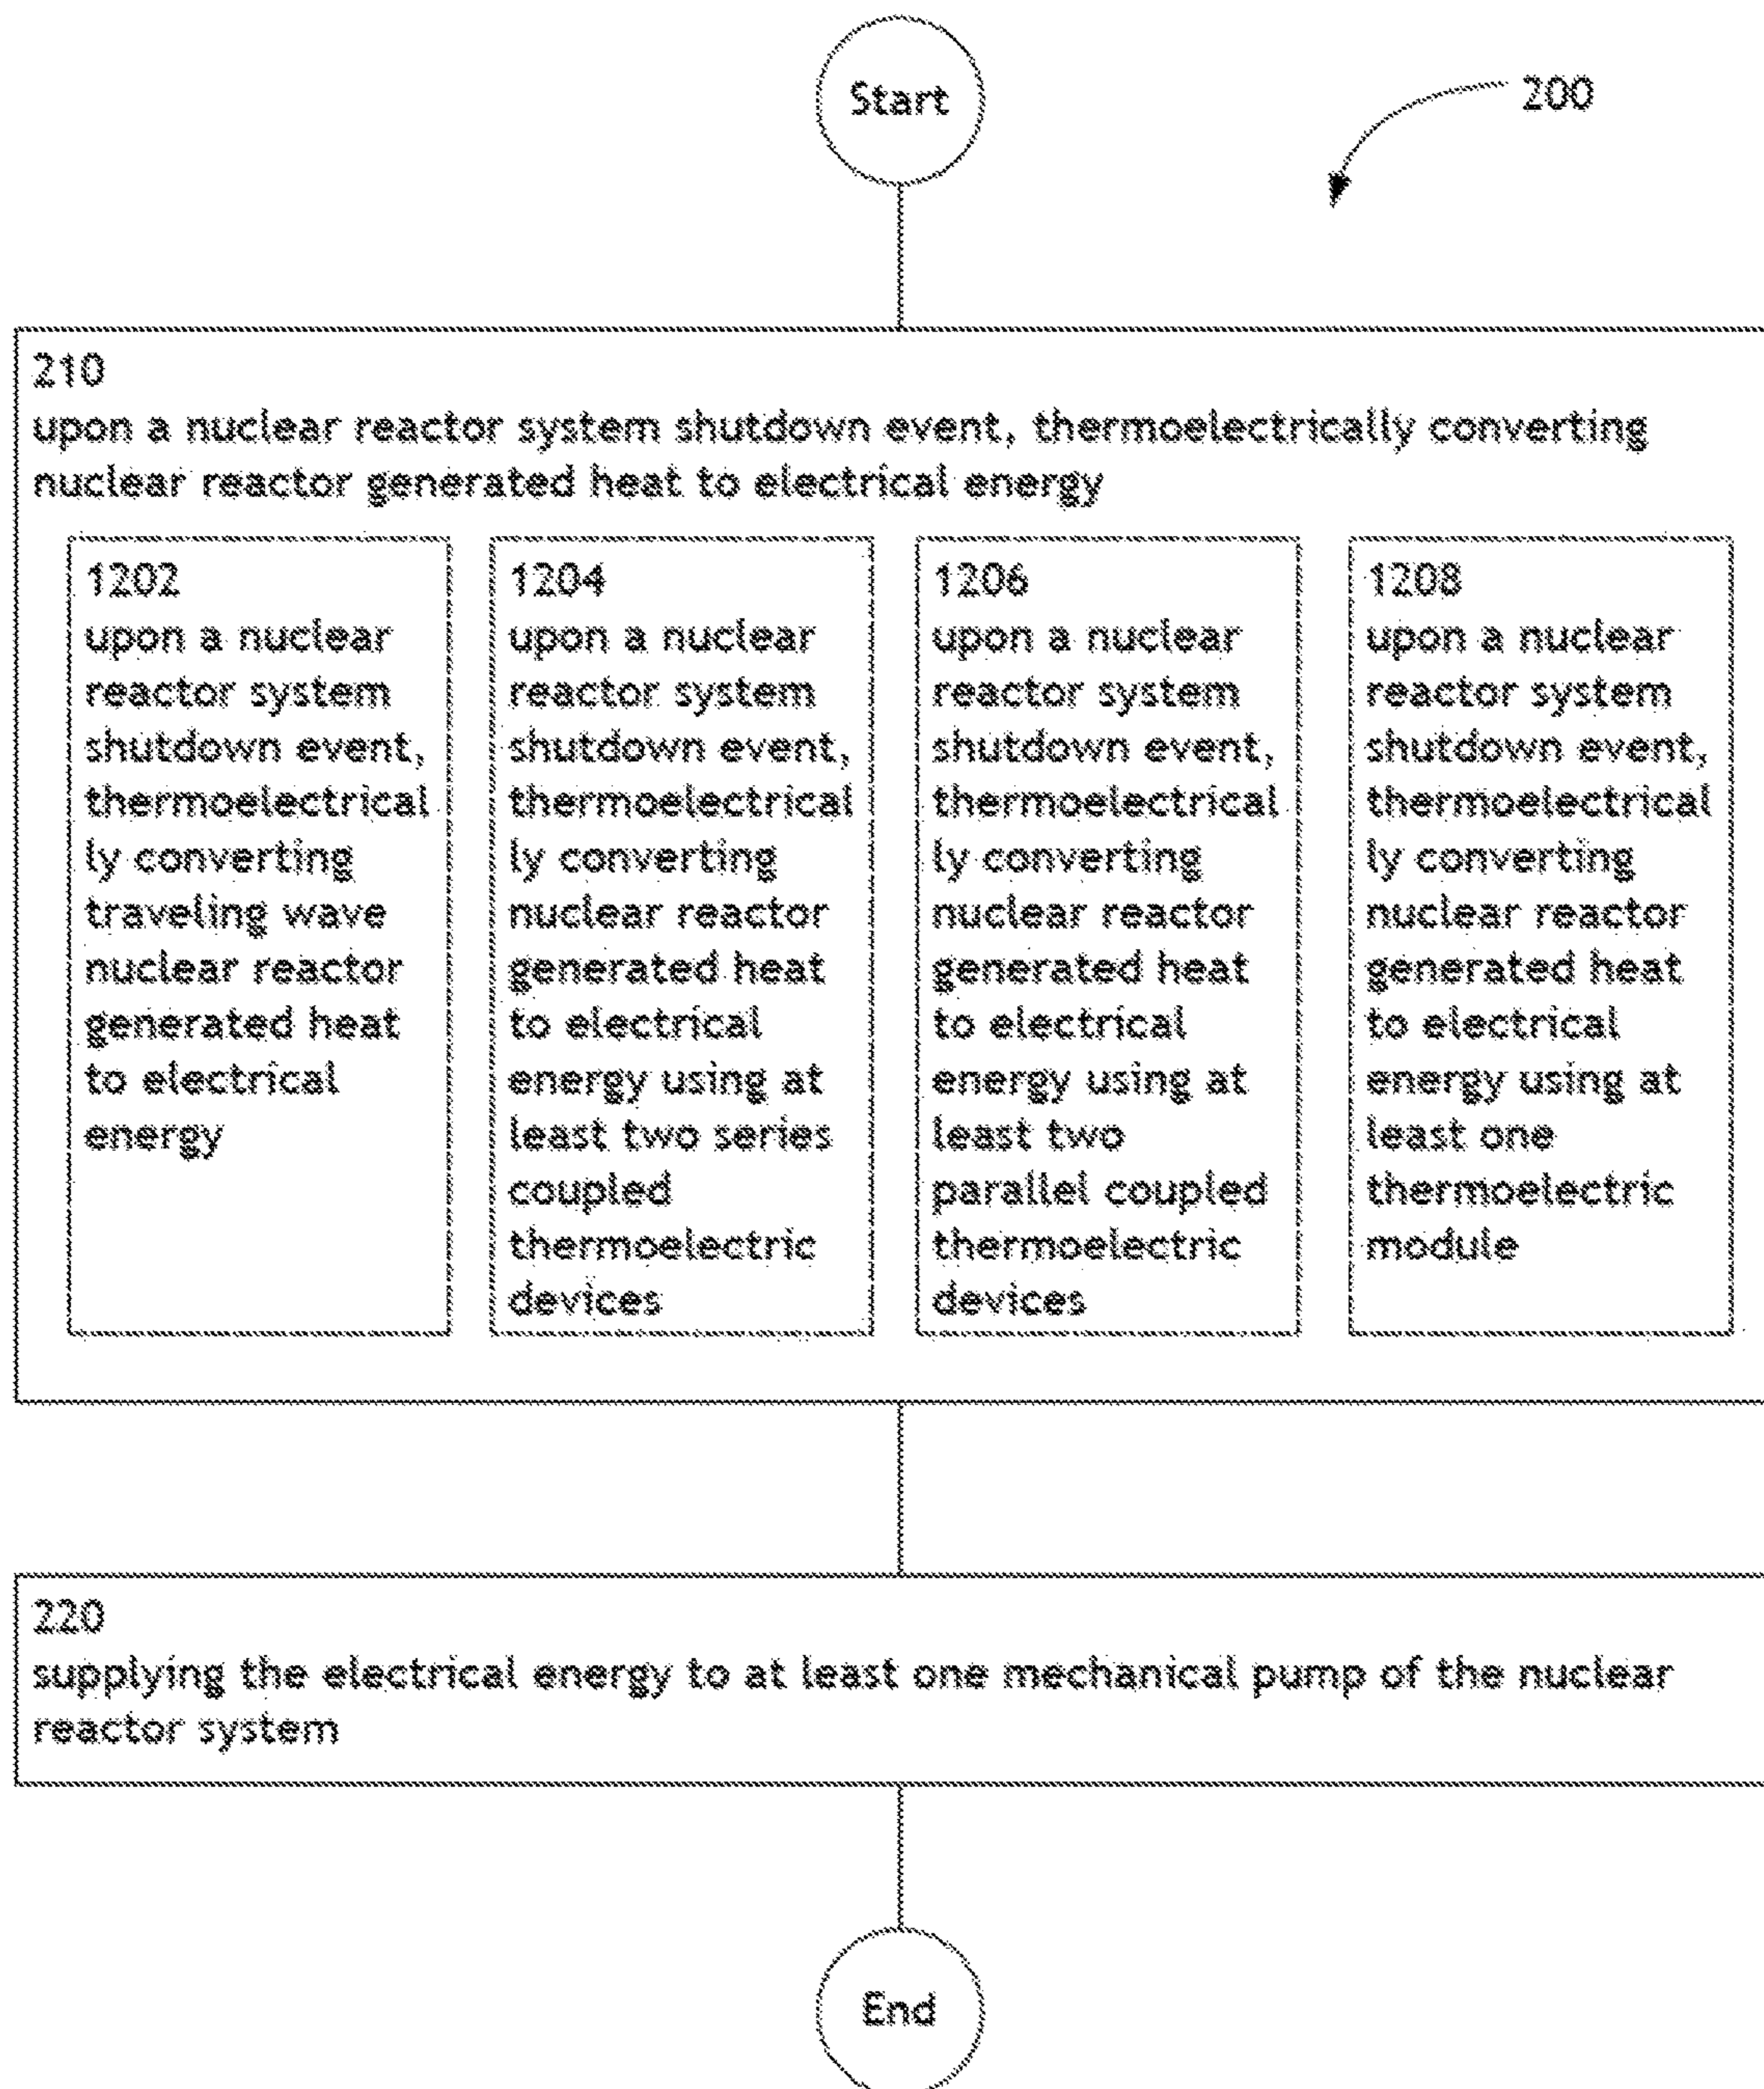 Start
200
210
upon a nuclear reactor system shutdown event, thermoelectrically converting
nuclear reactor generated heat to electrical energy
1202
upon a nuclear
reactor system
shutdown event,
thermoelectrical
ly converting
traveling wave
nuclear reactor
generated heat
to electrical
energy
1204
upon a nuclear
reactor system
shutdown event,
thermoelectrical
ly converting
nuclear reactor
generated heat
to electrical
energy using at
least two series
coupled
thermoelectric
devices
1206
upon a nuclear
reactor system
shutdown event,
thermoelectrical
ly converting
nuclear reactor
generated heat
to electrical
energy using at
least two
parallel coupled
thermoelectric
devices
1208
upon a nuclear
reactor system
shutdown event,
thermoelectrical
ly converting
nuclear reactor
generated heat
to electrical
energy using at
least one
thermoelectric
module
220
supplying the electrical energy to at least one mechanical pump of the nuclear
reactor system
End